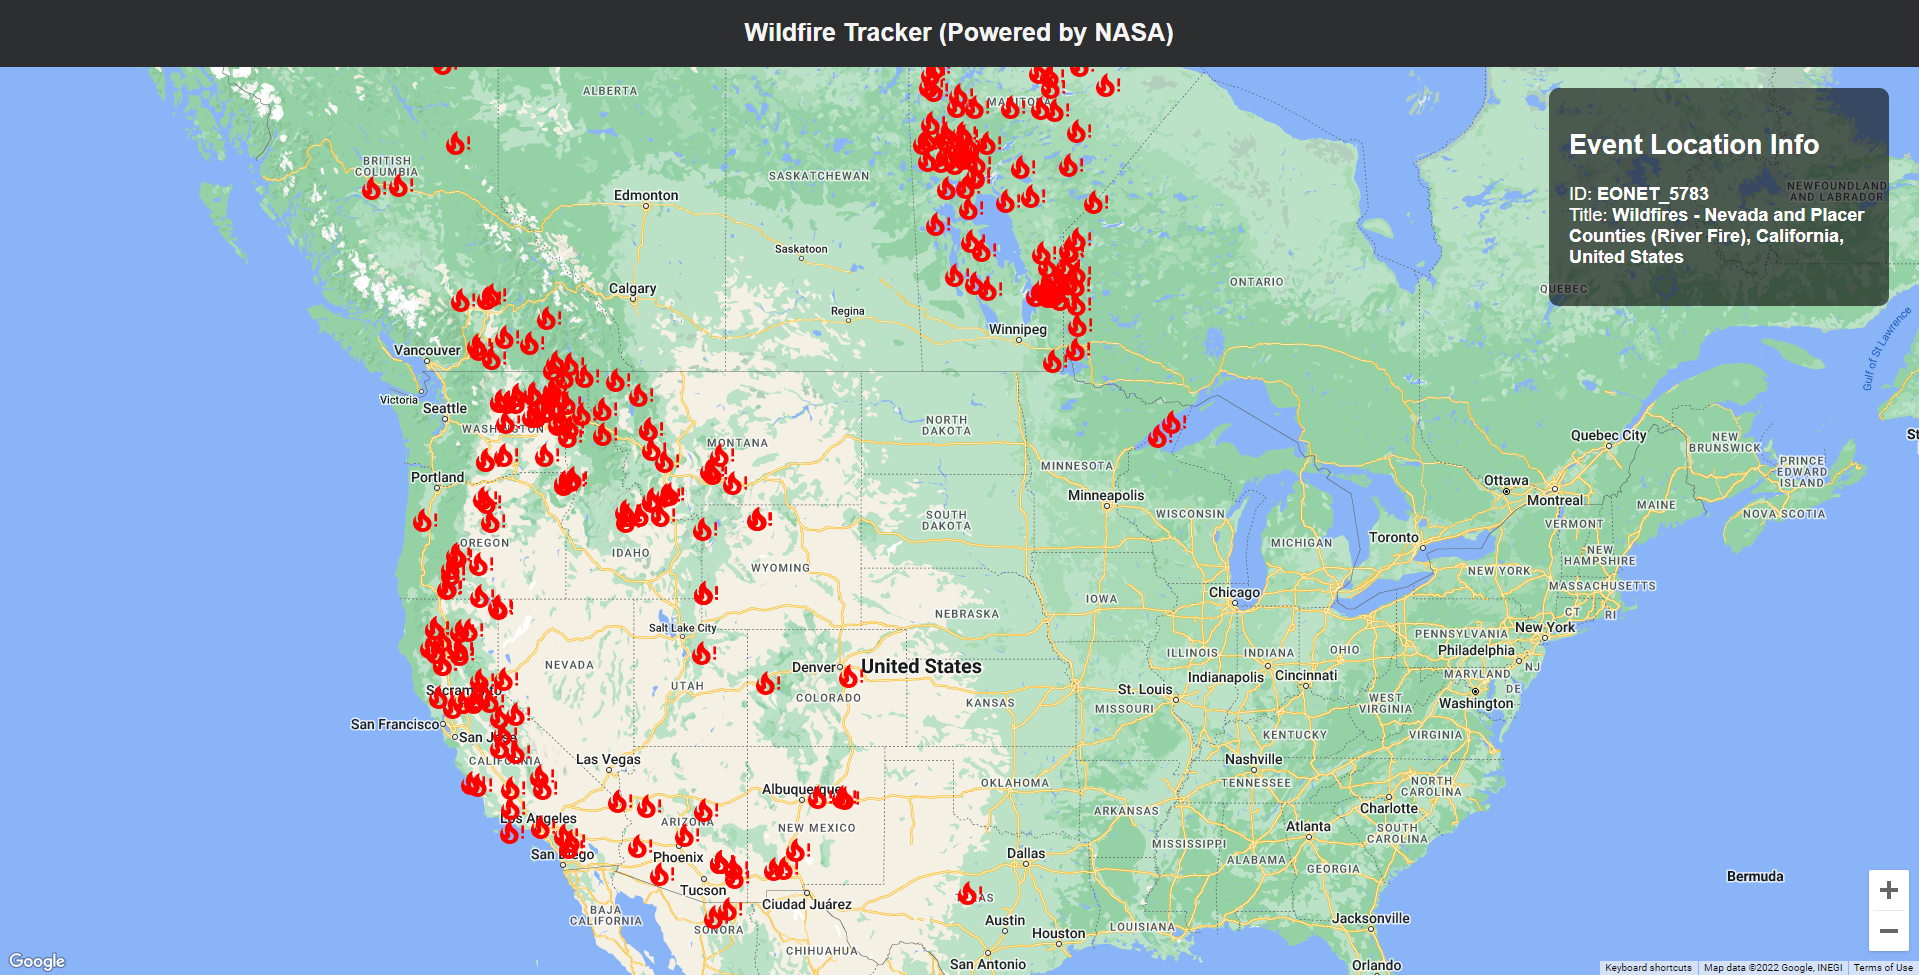 Wildfire Tracker (Powered by NASA)
Event Location Info
ID: EONET_5783
Title: Wildfires - Nevada and Placer
Counties (River Fire), California,
United States
ALBERTA
MANITOBA
BRITISH
COLUMBIA
SASKATCHEWAN
NEWFOUNDLAND
AND LABRADOR
Edmonton
Saskatoon
Calgary
ONTARIO
QUEBEC
Regina
Winnipeg
Gulf of St Lawrence
Vancouver
Victoria
Seattle
WASHINGTON
NORTH
DAKOTA
MONTANA
Quebec City
St
NEW
BRUNSWICK
MINNESOTA
PRINCE
EDWARD
ISLAND
Portland
Ottawa
Montreal
Minneapolis
MAINE
NOVA SCOTIA
WISCONSIN
SOUTH
DAKOTA
VERMONT
Toronto
MICHIGAN
OREGON
IDAHO
NEW
HAMPSHIRE
WYOMING
NEW YORK
MASSACHUSETTS
Chicago
IOWA
CT
RI
NEBRASKA
Salt Lake City
New York
PENNSYLVANIA
Philadelphia
ILLINOIS
INDIANA
OHIO
NEVADA
Denver
United States
NJ
MARYLAND
Indianapolis
Cincinnati
UTAH
Sacramento
St. Louis
DE
COLORADO
KANSAS
MISSOURI
WEST
VIRGINIA
Washington
San Francisco
San Jose
KENTUCKY
VIRGINIA
CALIFORNIA
Las Vegas
Nashville
OKLAHOMA
TENNESSEE
NORTH
CAROLINA
Albuquerque
ARKANSAS
Charlotte
Los Angeles
ARIZONA
NEW MEXICO
Atlanta
SOUTH
CAROLINA
MISSISSIPPI
San Diego
Phoenix
Dallas
ALABAMA
GEORGIA
Bermuda
Tucson
TEXAS
Ciudad Juárez
BAJA
CALIFORNIA
SONORA
Austin
Houston
LOUISIANA
Jacksonville
CHIHUAHUA
San Antonio
Orlando
Google
Keyboard shortcuts
Map data ©2022 Google, INEGI
Terms of Use